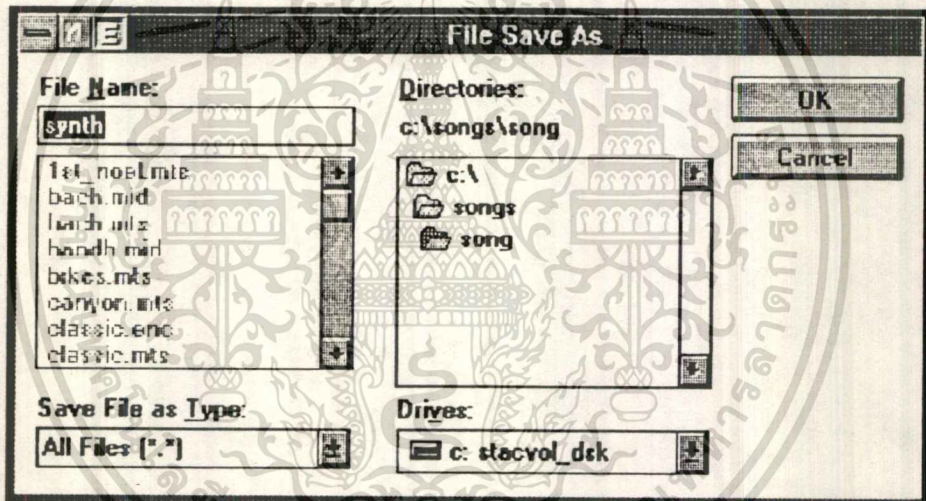 File Save As
File Name:
synth
1st_noel.mts
bach.mid
bach.mts
bikes.mts
canyon.mts
classic.enc
classic.mts
Save File as Type:
All Files (*.*)
Directories:
c:\songs\song
c:\
songs
song
Drives:
c: stacvol_dsk
OK
Cancel